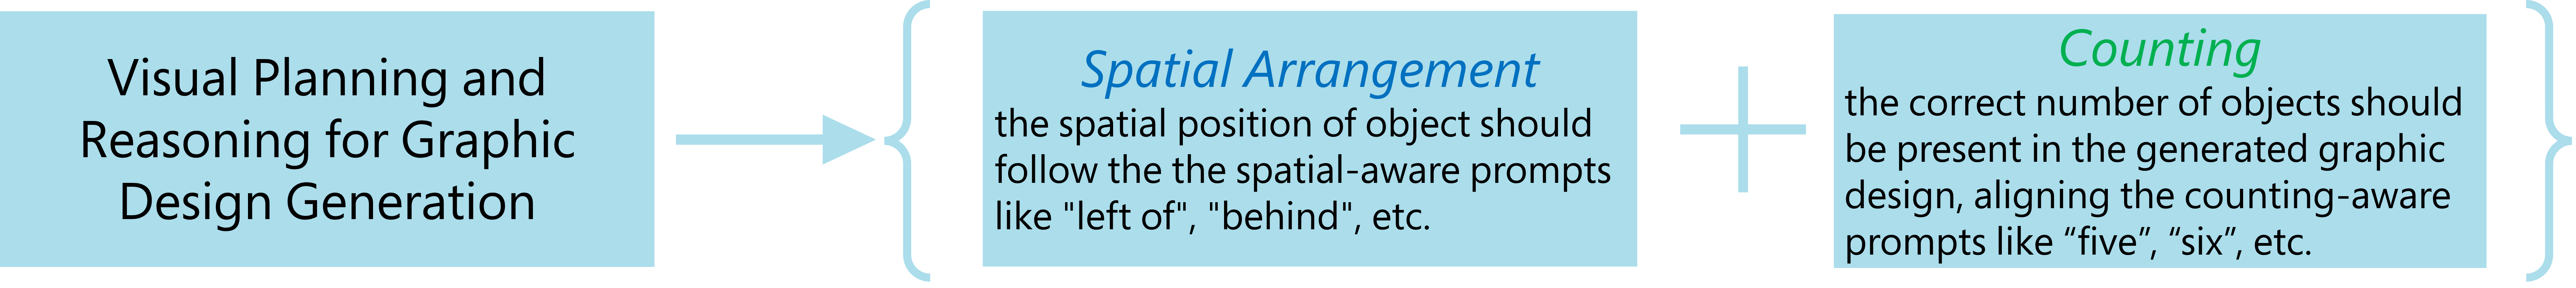 Visual Planning and
Reasoning for Graphic
Design Generation
Spatial Arrangement
the spatial position of object should
follow the the spatial-aware prompts
like "left of", "behind", etc.
Counting
the correct number of objects should
be present in the generated graphic
design, aligning the counting-aware
prompts like “five”, “six”, etc.